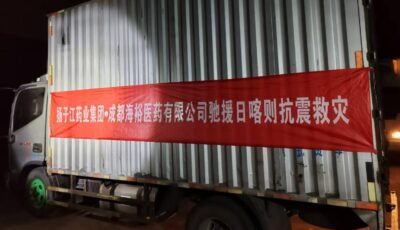 扬子江药业集团•成都海裕医药有限公司驰援日喀则抗震救灾